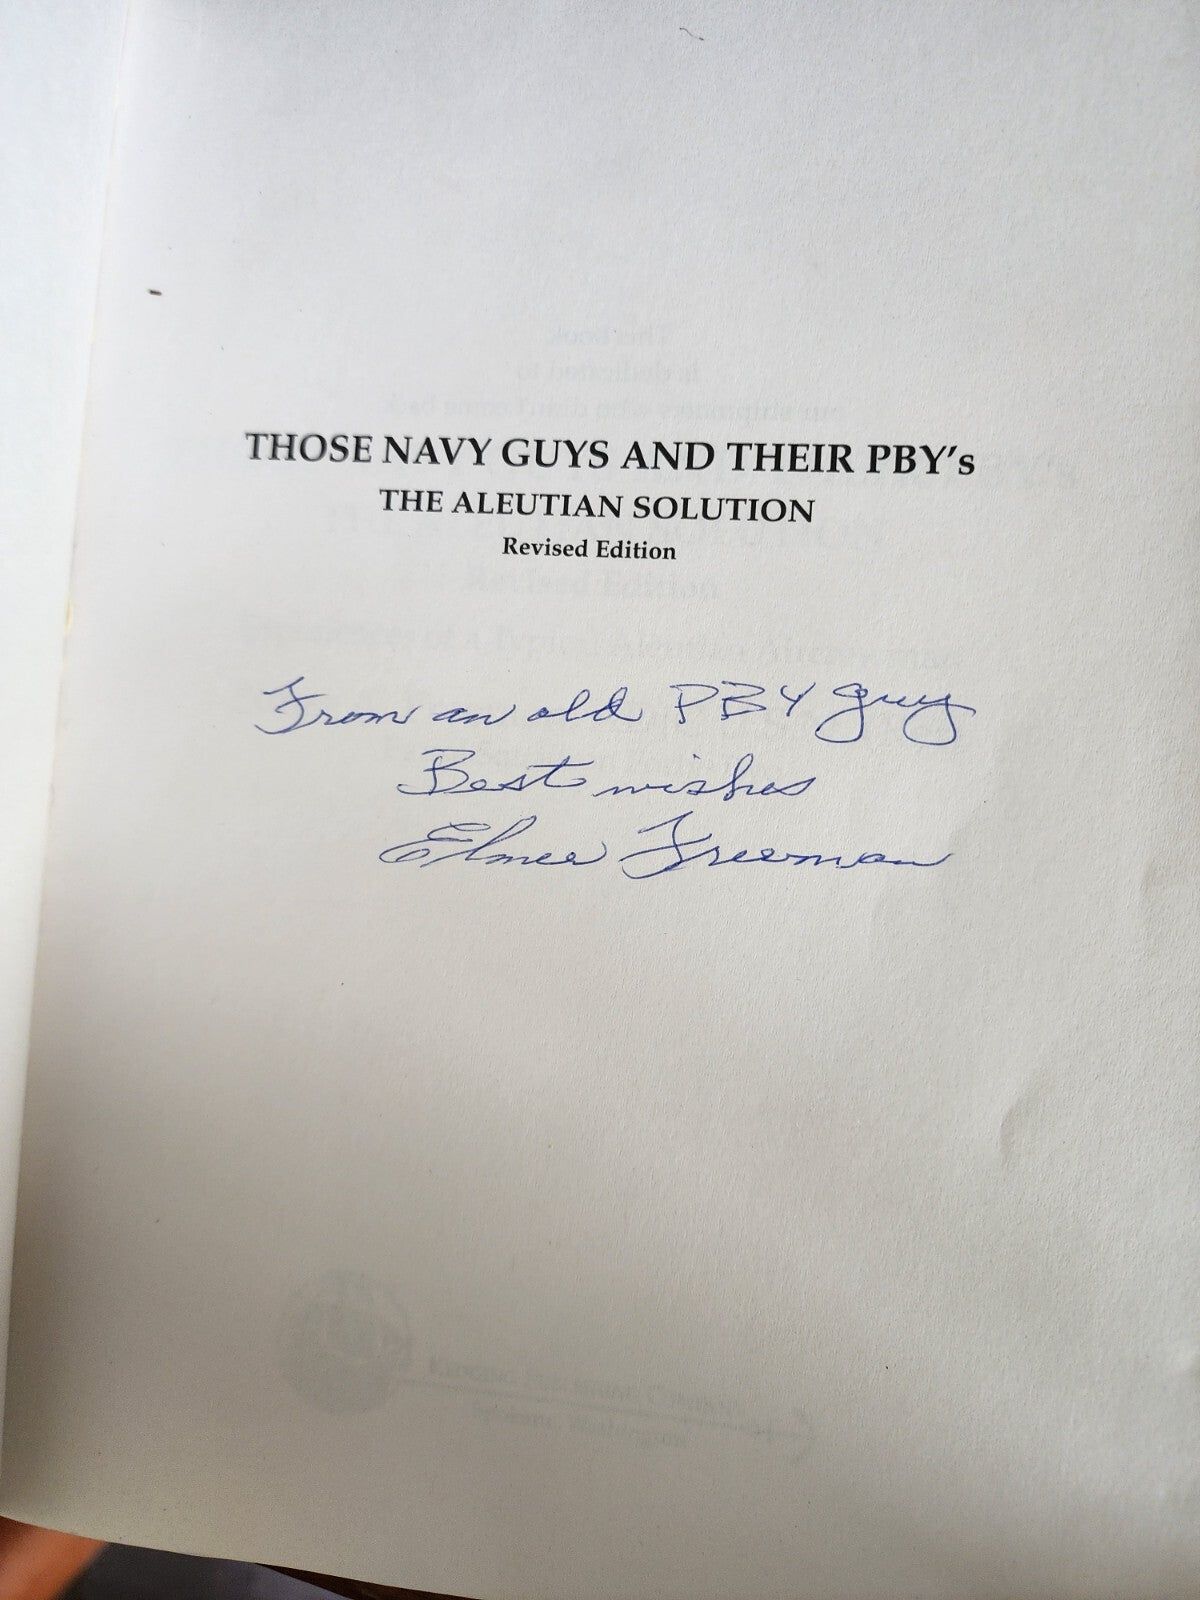 THOSE NAVY GUYS AND THEIR PBY's
THE ALEUTIAN SOLUTION
Revised Edition
From an old PBY guy
Best wishes
Elmer Freeman